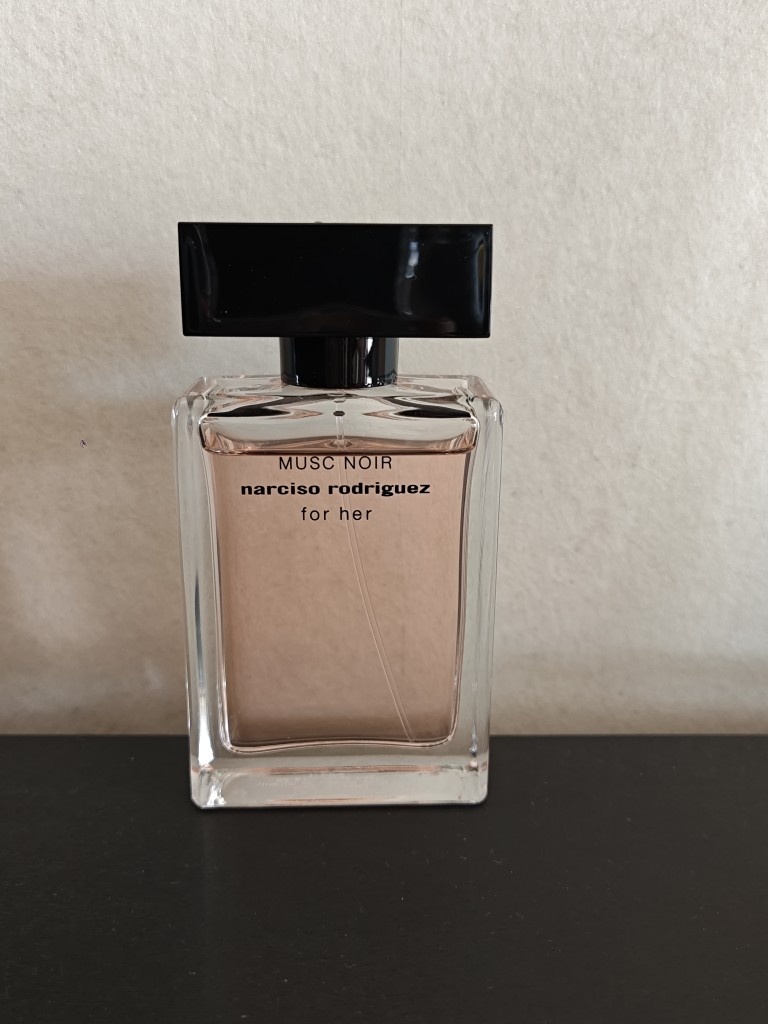 MUSC NOIR
narciso rodriguez
for her